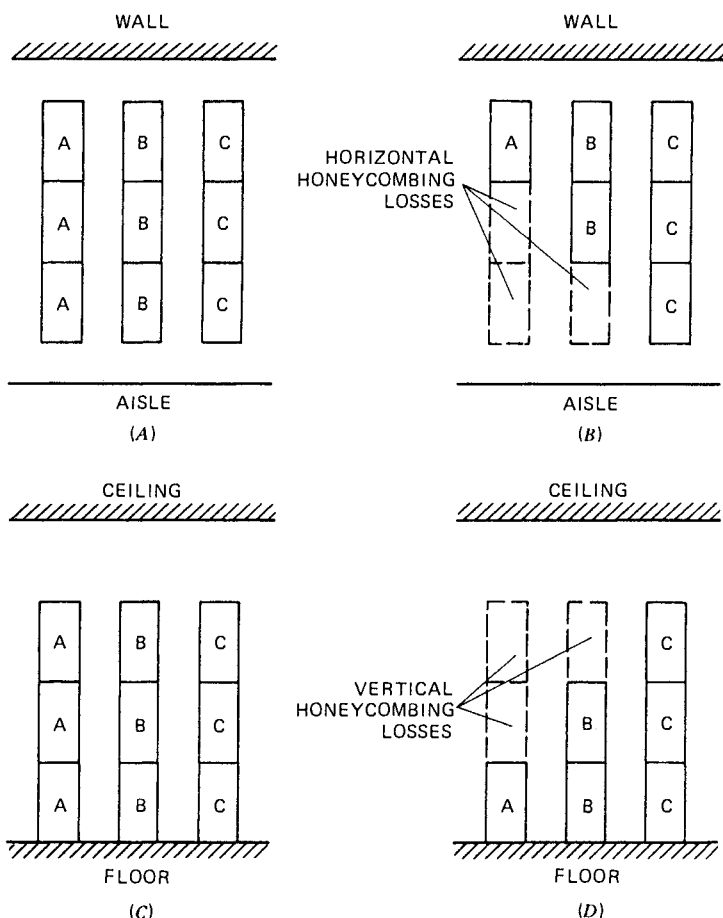 WALL
A B C
A B C
A B C
AISLE
(A)
WALL
HORIZONTAL
HONEYCOMBING
LOSSES
A B C
B C
C
AISLE
(B)
CEILING
A B C
A B C
A B C
FLOOR
(C)
CEILING
VERTICAL
HONEYCOMBING
LOSSES
C
B C
A B C
FLOOR
(D)